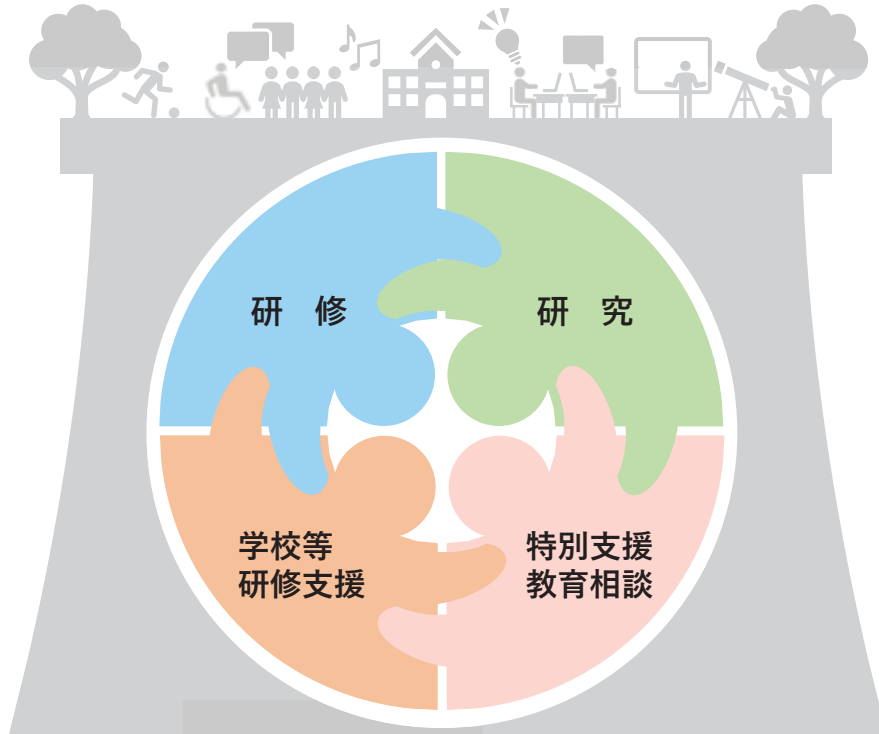 研　修
研　究
学校等
研修支援
特別支援
教育相談